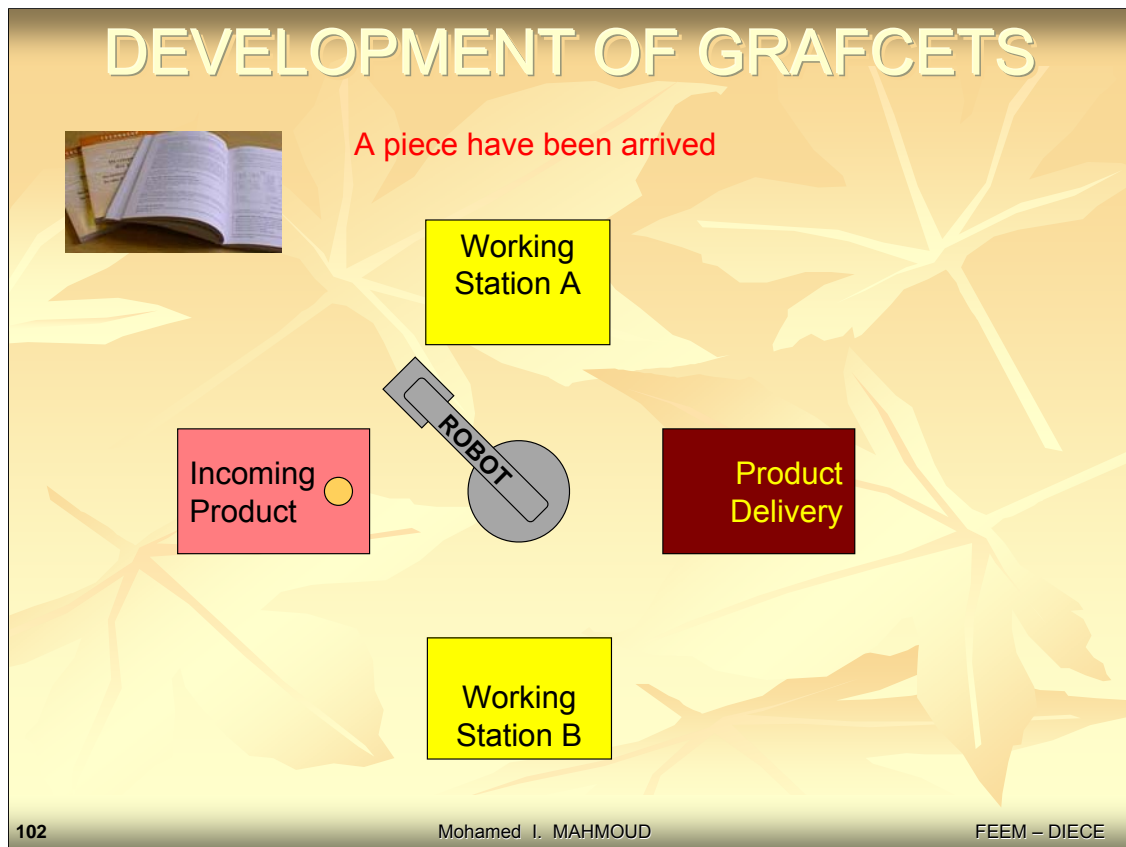 DEVELOPMENT OF GRAFCETS
A piece have been arrived
Working
Station A
ROBOT
Incoming
Product
Product
Delivery
Working
Station B
102
Mohamed I. MAHMOUD
FEEM – DIECE